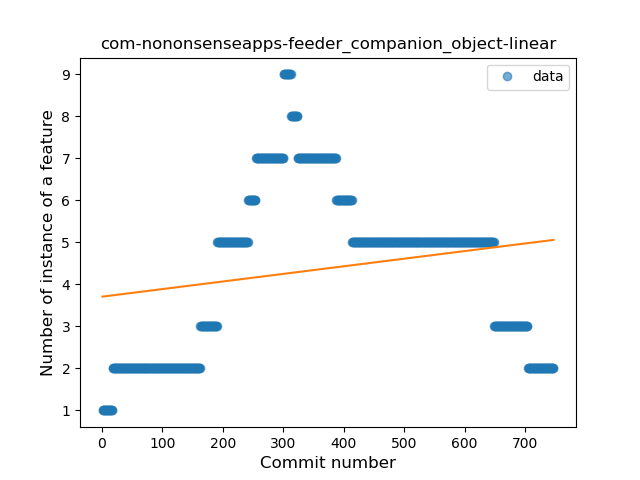 com-nononsenseapps-feeder_companion_object-linear
data
Number of instance of a feature
9
8
7
6
5
4
3
2
1
0 100 200 300 400 500 600 700
Commit number